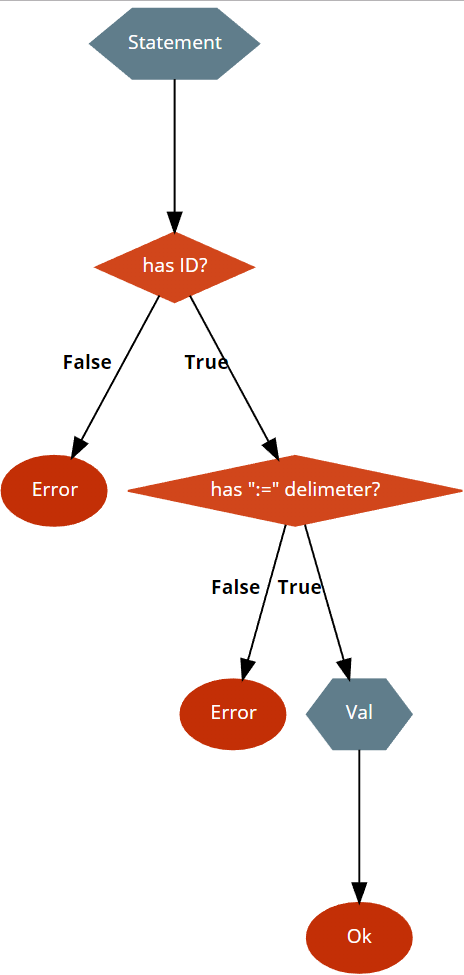 Statement
has ID?
False
True
Error
has ":=" delimeter?
False
True
Error
Val
Ok